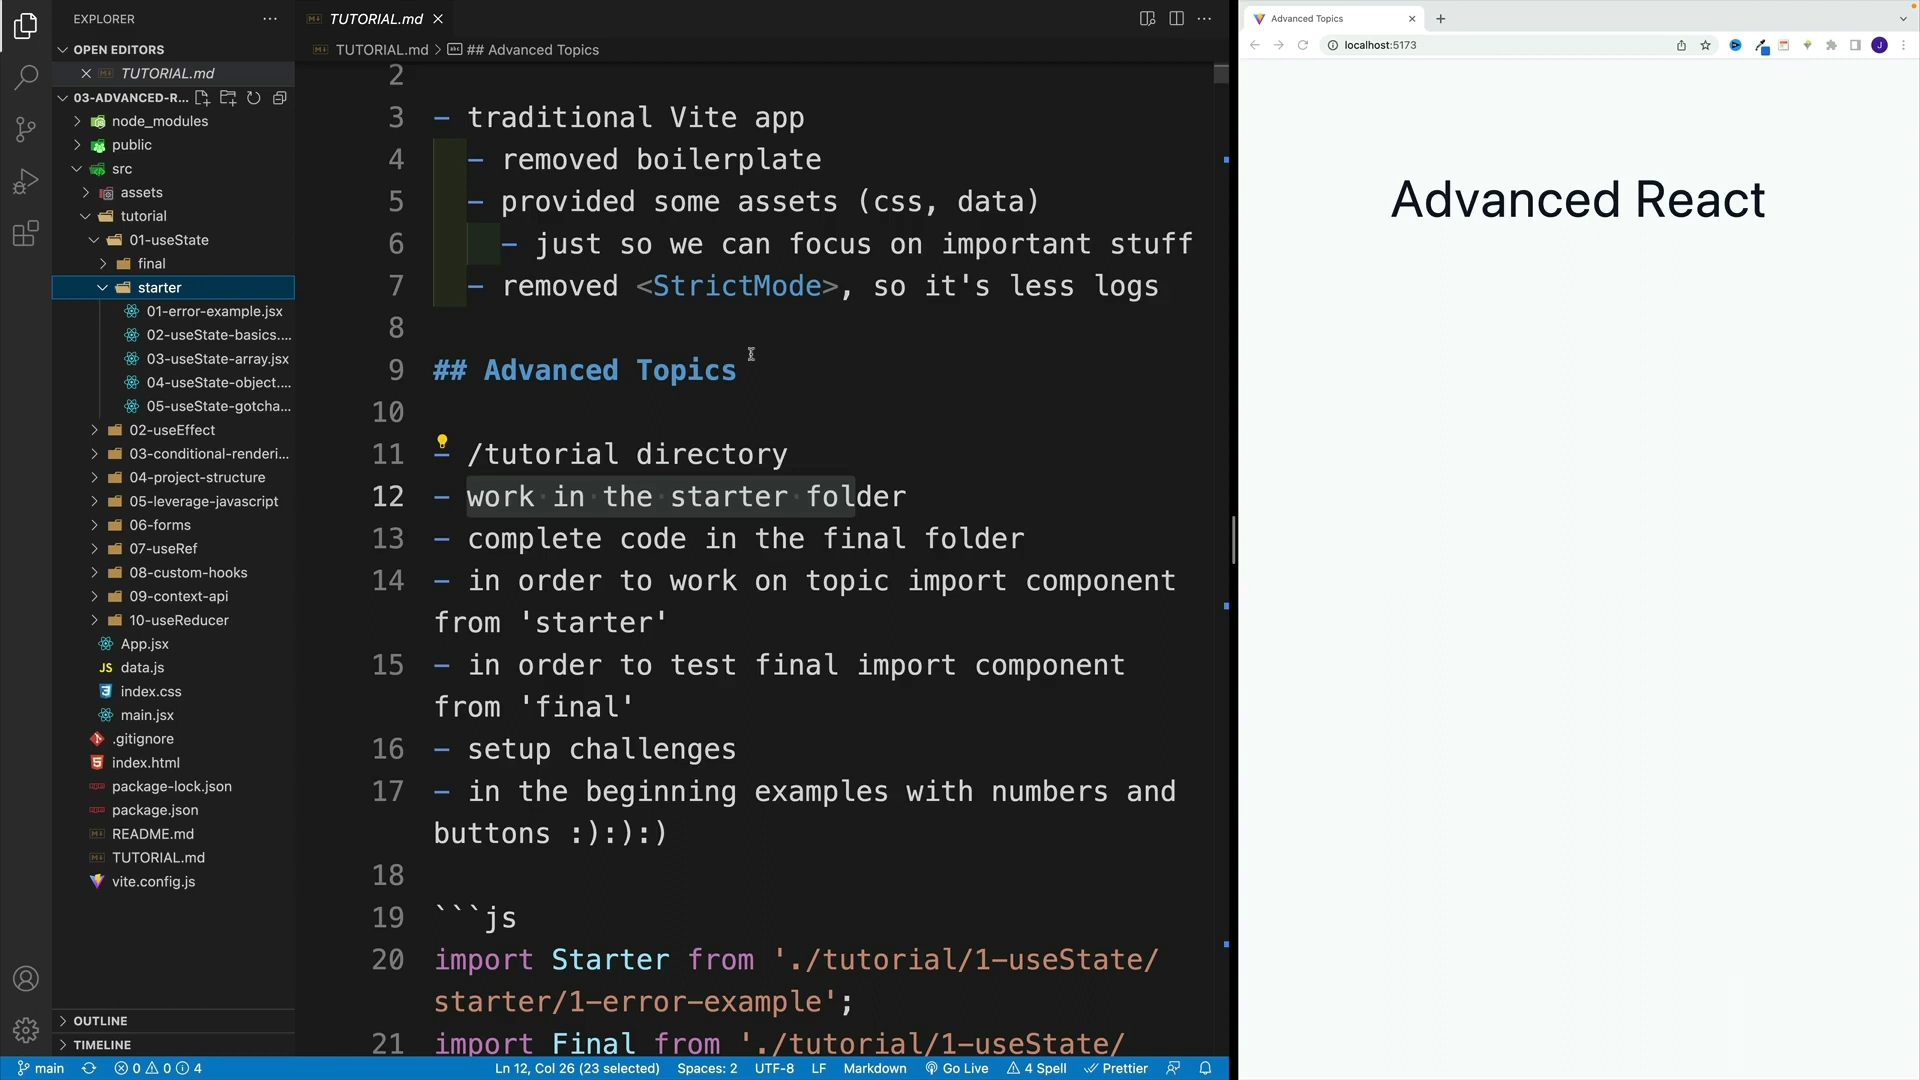 EXPLORER
OPEN EDITORS
TUTORIAL.md
03-ADVANCED-R...
node_modules
public
src
assets
tutorial
01-useState
final
starter
01-error-example.jsx
02-useState-basics....
03-useState-array.jsx
04-useState-object....
05-useState-gotcha...
02-useEffect
03-conditional-renderi...
04-project-structure
05-leverage-javascript
06-forms
07-useRef
08-custom-hooks
09-context-api
10-useReducer
App.jsx
JS data.js
index.css
main.jsx
.gitignore
index.html
package-lock.json
package.json
README.md
TUTORIAL.md
vite.config.js
OUTLINE
TIMELINE
TUTORIAL.md
TUTORIAL.md > ## Advanced Topics
2
3 - traditional Vite app
4 - removed boilerplate
5 - provided some assets (css, data)
6 - just so we can focus on important stuff
7 - removed <StrictMode>, so it's less logs
8
9 ## Advanced Topics
10
11 - /tutorial directory
12 - work in the starter folder
13 - complete code in the final folder
14 - in order to work on topic import component
from 'starter'
15 - in order to test final import component
from 'final'
16 - setup challenges
17 - in the beginning examples with numbers and
buttons :):):)
18
19 ```js
20 import Starter from './tutorial/1-useState/
starter/1-error-example';
21 import Final from './tutorial/1-useState/
main 0 0 4 Ln 12, Col 26 (23 selected) Spaces: 2 UTF-8 LF Markdown Go Live 4 Spell Prettier
Advanced Topics
localhost:5173
J
Advanced React